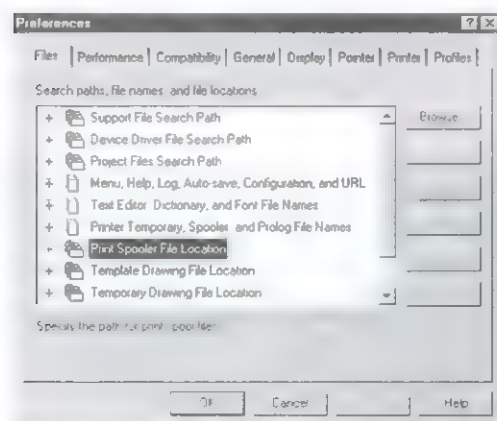 Preferences
Files Performance Compatibility General Display Pointer Printer Profiles
Search paths, file names, and file locations
Support File Search Path
Browse...
Device Driver File Search Path
Project Files Search Path
Menu, Help, Log, Auto-save, Configuration, and URL
Text Editor, Dictionary, and Font File Names
Printer Temporary, Spooler, and Prolog File Names
Print Spooler File Location
Template Drawing File Location
Temporary Drawing File Location
Specify the path for print spool files
OK Cancel Help